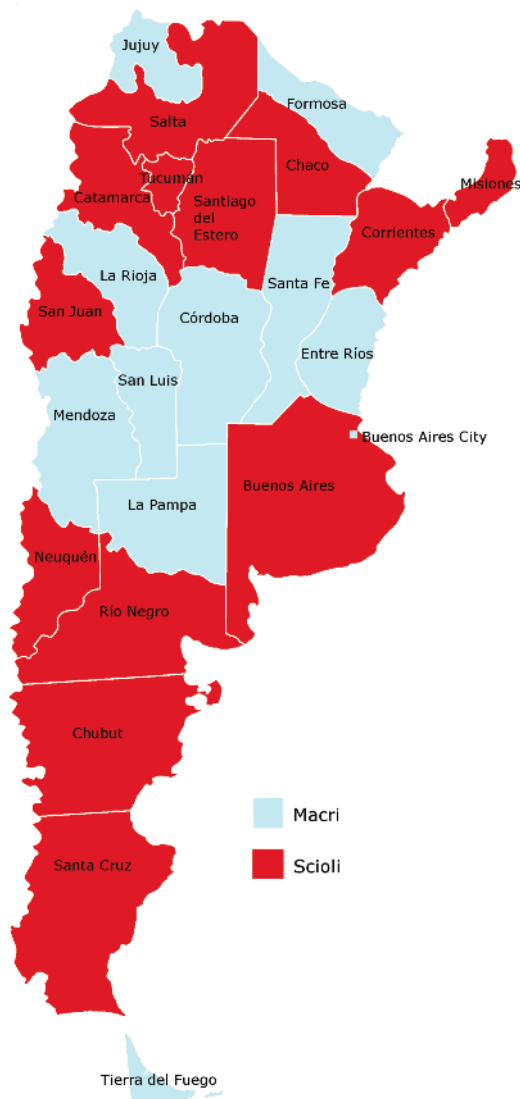 Jujuy
Formosa
Salta
Chaco
Tucumán
Misiones
Catamarca
Santiago
del
Estero
Corrientes
La Rioja
Santa Fe
San Juan
Córdoba
Entre Ríos
San Luis
Mendoza
Buenos Aires City
Buenos Aires
La Pampa
Neuquén
Río Negro
Chubut
Macri
Scioli
Santa Cruz
Tierra del Fuego